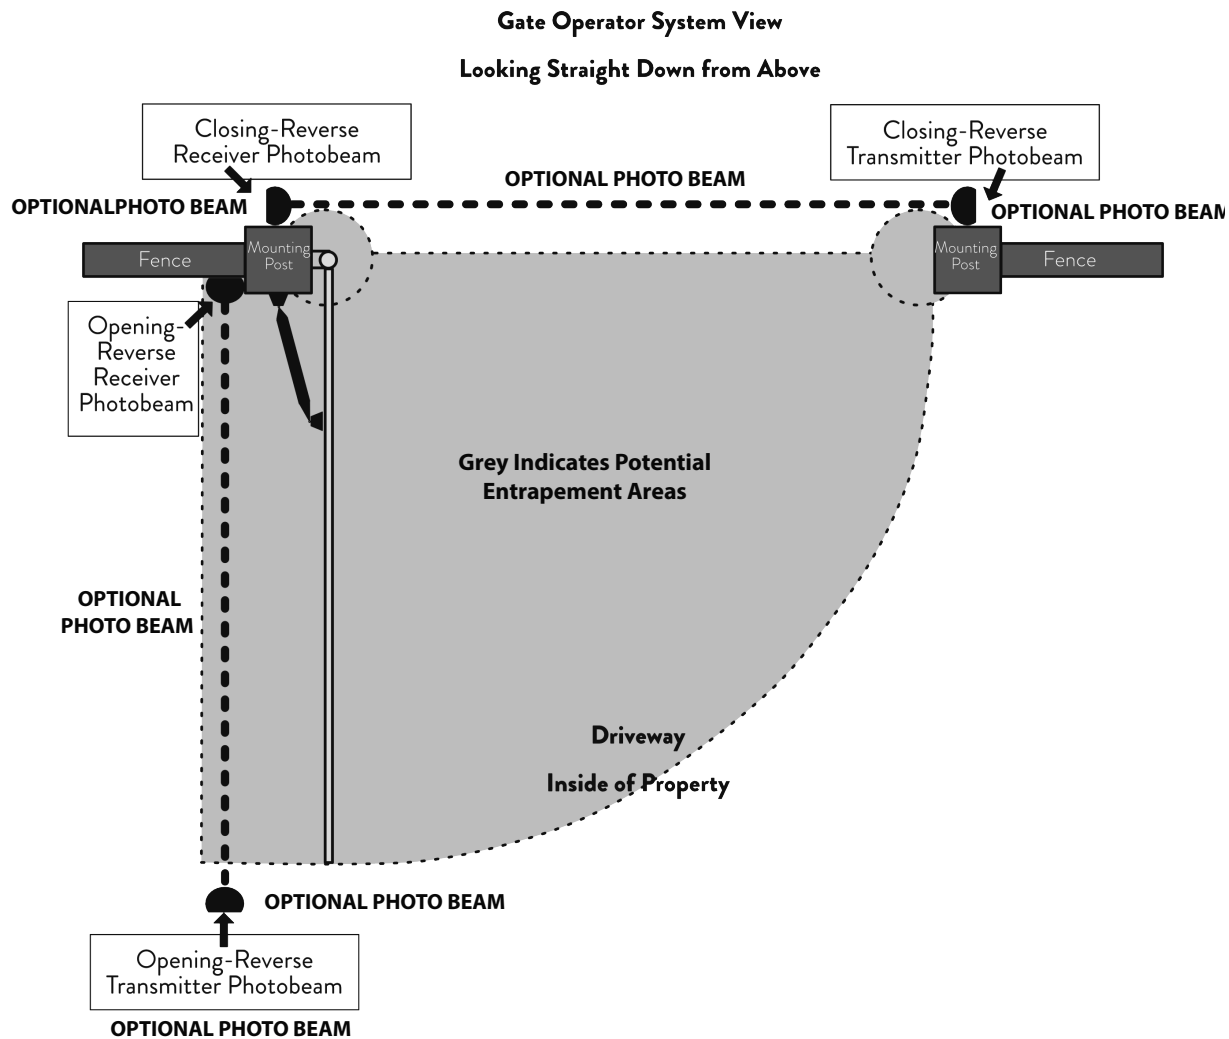 Gate Operator System View
Looking Straight Down from Above
Closing-Reverse
Receiver Photobeam
Closing-Reverse
Transmitter Photobeam
OPTIONAL PHOTO BEAM
OPTIONALPHOTO BEAM
OPTIONAL PHOTO BEAM
Fence
Mounting
Post
Mounting
Post
Fence
Opening-
Reverse
Receiver
Photobeam
Grey Indicates Potential
Entrapement Areas
OPTIONAL
PHOTO BEAM
Driveway
Inside of Property
OPTIONAL PHOTO BEAM
Opening-Reverse
Transmitter Photobeam
OPTIONAL PHOTO BEAM